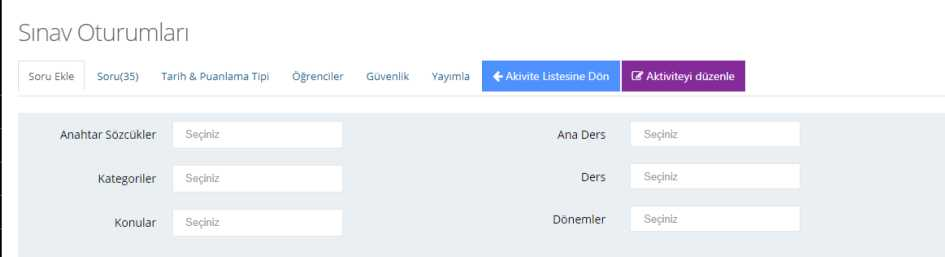 Sınav Oturumları
Soru Ekle Soru(35) Tarih & Puanlama Tipi Öğrenciler Güvenlik Yayımla Akivite Listesine Dön Aktiviteyi düzenle
Anahtar Sözcükler Seçiniz Ana Ders Seçiniz
Kategoriler Seçiniz Ders Seçiniz
Konular Seçiniz Dönemler Seçiniz